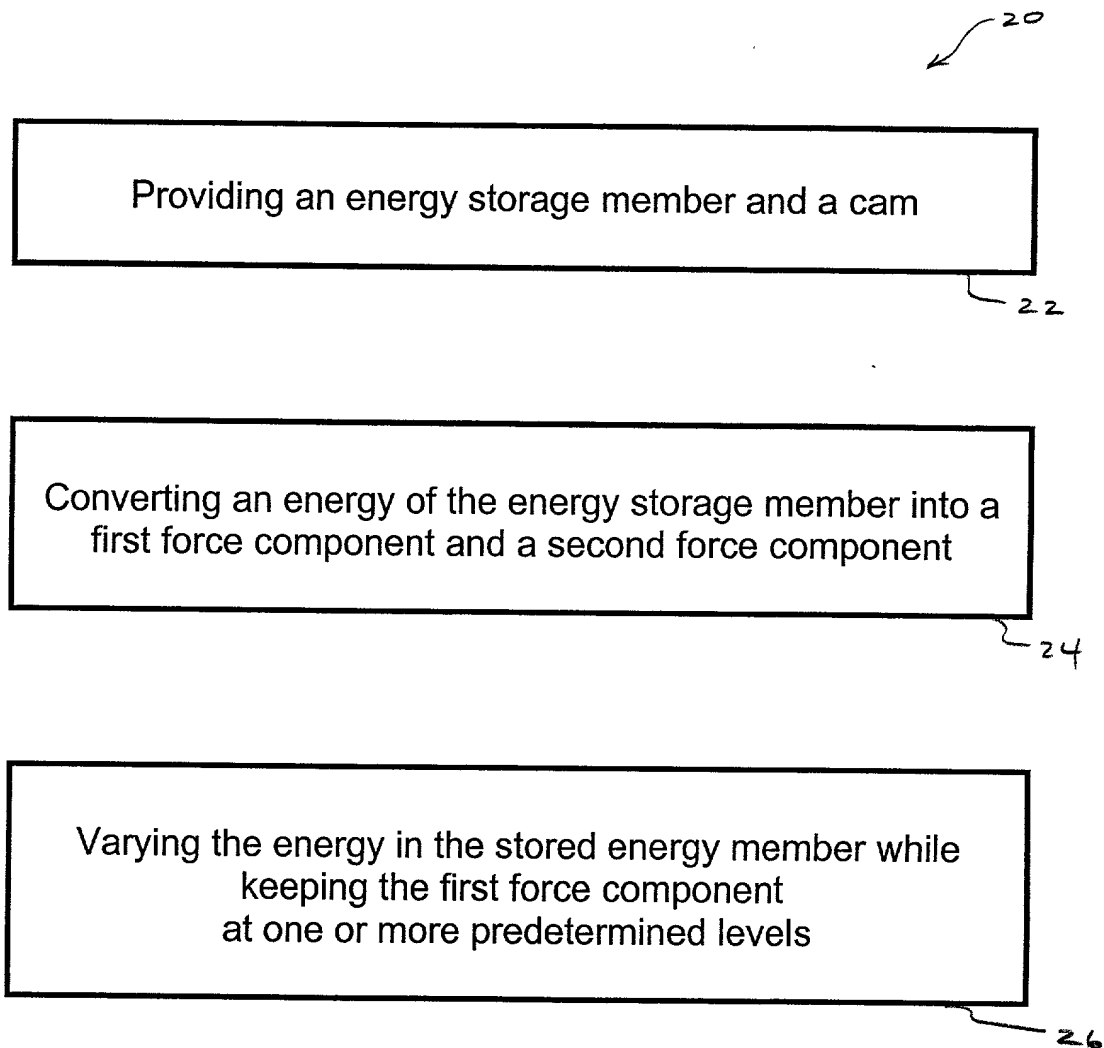 20
Providing an energy storage member and a cam
22
Converting an energy of the energy storage member into a
first force component and a second force component
24
Varying the energy in the stored energy member while
keeping the first force component
at one or more predetermined levels
26